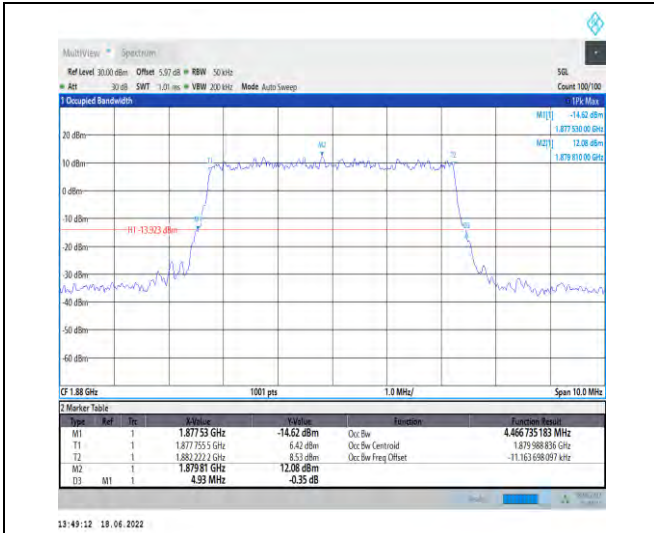 MultiView Spectrum
Ref Level 30.00 dBm Offset 5.97 dB RBW 50 kHz SGL
Att 30 dB SWT 1.01 ms VBW 200 kHz Mode Auto Sweep Count 100/100
1 Occupied Bandwidth 1Pk Max
M1[1] -14.62 dBm
1.877 530 00 GHz
M2[1] 12.08 dBm
1.879 810 00 GHz
20 dBm
M2
T1 T2
10 dBm
0 dBm
-10 dBm
M1
H1 -13.923 dBm
D3
-20 dBm
-30 dBm
-40 dBm
-50 dBm
-60 dBm
CF 1.88 GHz 1001 pts 1.0 MHz/ Span 10.0 MHz
2 Marker Table
Type Ref Trc X-Value Y-Value Function Function Result
M1 1 1.87753 GHz -14.62 dBm Occ Bw 4.466 735 183 MHz
T1 1 1.877 755 5 GHz 6.42 dBm Occ Bw Centroid 1.879 988 836 GHz
T2 1 1.882 222 2 GHz 8.53 dBm Occ Bw Freq Offset -11.163 698 097 kHz
M2 1 1.87981 GHz 12.08 dBm
D3 M1 1 4.93 MHz -0.35 dB
13:49:12 18.06.2022